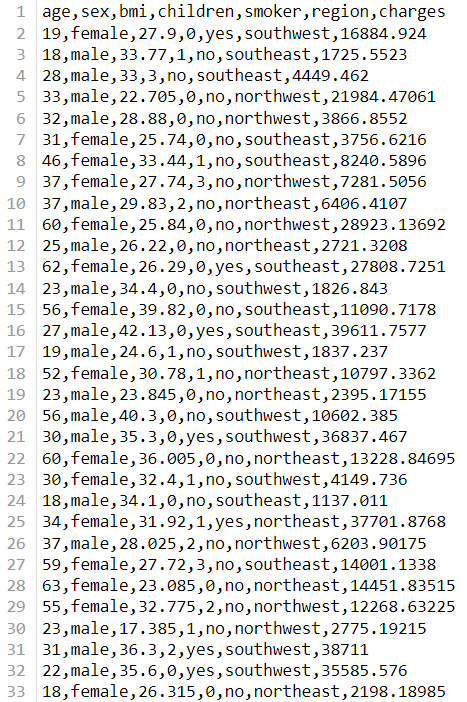 1 age,sex,bmi,children,smoker,region,charges
2 19,female,27.9,0,yes,southwest,16884.924
3 18,male,33.77,1,no,southeast,1725.5523
4 28,male,33,3,no,southeast,4449.462
5 33,male,22.705,0,no,northwest,21984.47061
6 32,male,28.88,0,no,northwest,3866.8552
7 31,female,25.74,0,no,southeast,3756.6216
8 46,female,33.44,1,no,southeast,8240.5896
9 37,female,27.74,3,no,northwest,7281.5056
10 37,male,29.83,2,no,northeast,6406.4107
11 60,female,25.84,0,no,northwest,28923.13692
12 25,male,26.22,0,no,northeast,2721.3208
13 62,female,26.29,0,yes,southeast,27808.7251
14 23,male,34.4,0,no,southwest,1826.843
15 56,female,39.82,0,no,southeast,11090.7178
16 27,male,42.13,0,yes,southeast,39611.7577
17 19,male,24.6,1,no,southwest,1837.237
18 52,female,30.78,1,no,northeast,10797.3362
19 23,male,23.845,0,no,northeast,2395.17155
20 56,male,40.3,0,no,southwest,10602.385
21 30,male,35.3,0,yes,southwest,36837.467
22 60,female,36.005,0,no,northeast,13228.84695
23 30,female,32.4,1,no,southwest,4149.736
24 18,male,34.1,0,no,southeast,1137.011
25 34,female,31.92,1,yes,northeast,37701.8768
26 37,male,28.025,2,no,northwest,6203.90175
27 59,female,27.72,3,no,southeast,14001.1338
28 63,female,23.085,0,no,northeast,14451.83515
29 55,female,32.775,2,no,northwest,12268.63225
30 23,male,17.385,1,no,northwest,2775.19215
31 31,male,36.3,2,yes,southwest,38711
32 22,male,35.6,0,yes,southwest,35585.576
33 18,female,26.315,0,no,northeast,2198.18985